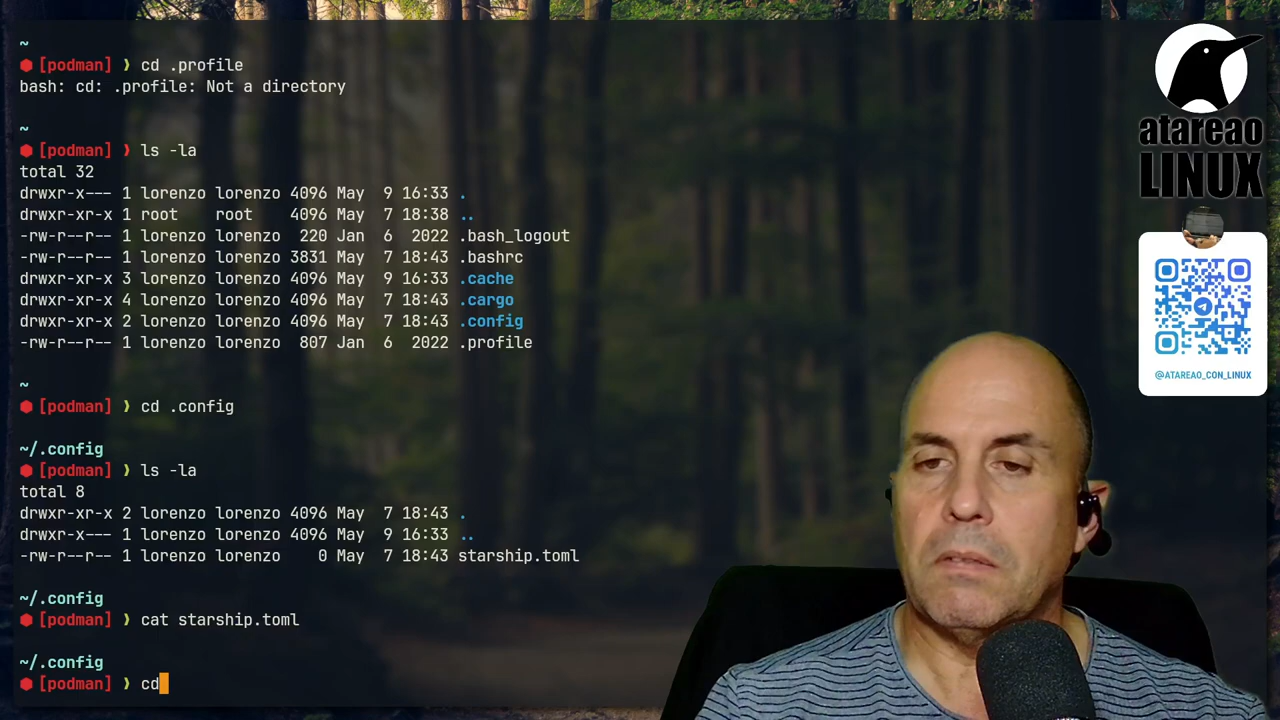 ~
[podman] ❯ cd .profile
bash: cd: .profile: Not a directory
~
[podman] ❯ ls -la
total 32
drwxr-x--- 1 lorenzo lorenzo 4096 May  9 16:33 .
drwxr-xr-x 1 root    root    4096 May  7 18:38 ..
-rw-r--r-- 1 lorenzo lorenzo  220 Jan  6  2022 .bash_logout
-rw-r--r-- 1 lorenzo lorenzo 3831 May  7 18:43 .bashrc
drwxr-xr-x 3 lorenzo lorenzo 4096 May  9 16:33 .cache
drwxr-xr-x 4 lorenzo lorenzo 4096 May  7 18:43 .cargo
drwxr-xr-x 2 lorenzo lorenzo 4096 May  7 18:43 .config
-rw-r--r-- 1 lorenzo lorenzo  807 Jan  6  2022 .profile
~
[podman] ❯ cd .config
~/.config
[podman] ❯ ls -la
total 8
drwxr-xr-x 2 lorenzo lorenzo 4096 May  7 18:43 .
drwxr-x--- 1 lorenzo lorenzo 4096 May  9 16:33 ..
-rw-r--r-- 1 lorenzo lorenzo    0 May  7 18:43 starship.toml
~/.config
[podman] ❯ cat starship.toml
~/.config
[podman] ❯ cd
atareao
LINUX
@ATAREAO_CON_LINUX